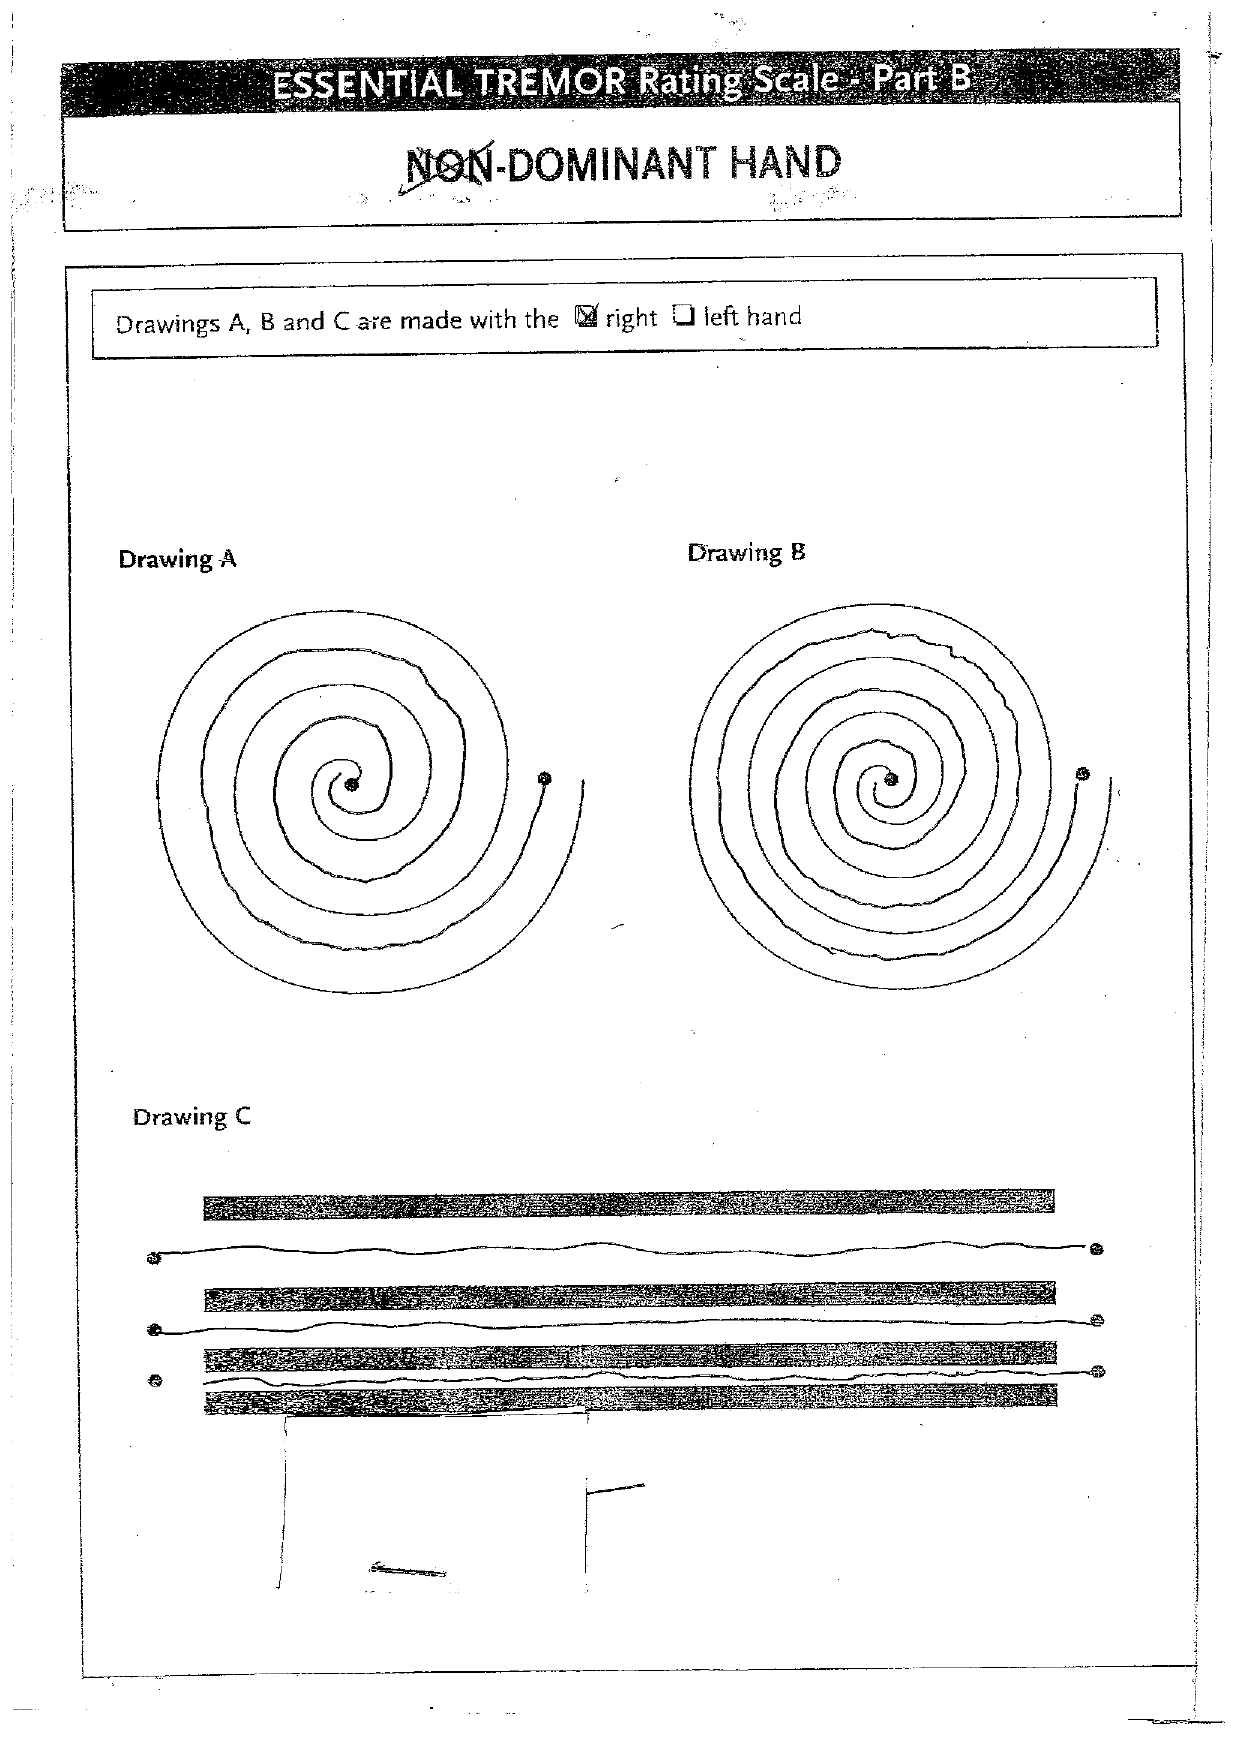 ESSENTIAL TREMOR Rating Scale - Part B
NON-DOMINANT HAND
Drawings A, B and C are made with the ☒ right ☐ left hand
Drawing A
Drawing B
Drawing C